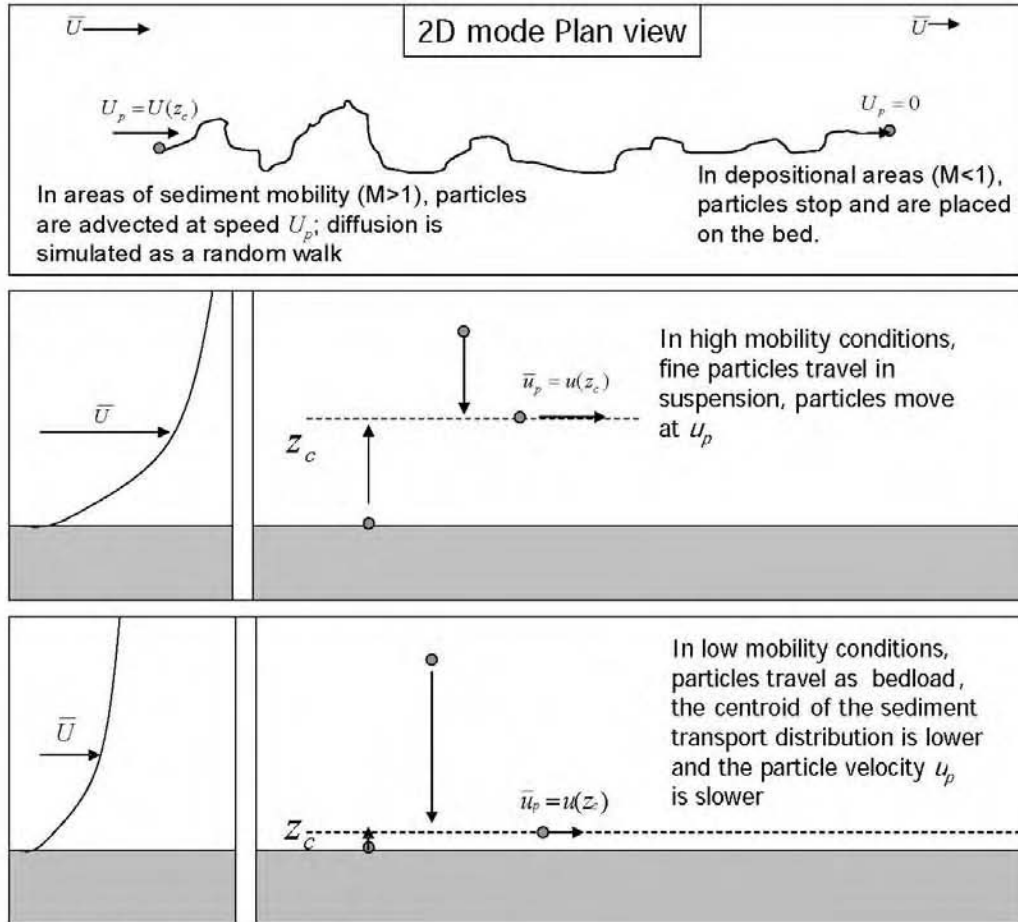 U̅
2D mode Plan view
U̅
U_p = U(z_c)
U_p = 0
In areas of sediment mobility (M>1), particles
are advected at speed U_p; diffusion is
simulated as a random walk
In depositional areas (M<1),
particles stop and are placed
on the bed.
U̅
z_c
u̅_p = u(z_c)
In high mobility conditions,
fine particles travel in
suspension, particles move
at u_p
U̅
z_c
u̅_p = u(z_c)
In low mobility conditions,
particles travel as bedload,
the centroid of the sediment
transport distribution is lower
and the particle velocity u_p
is slower